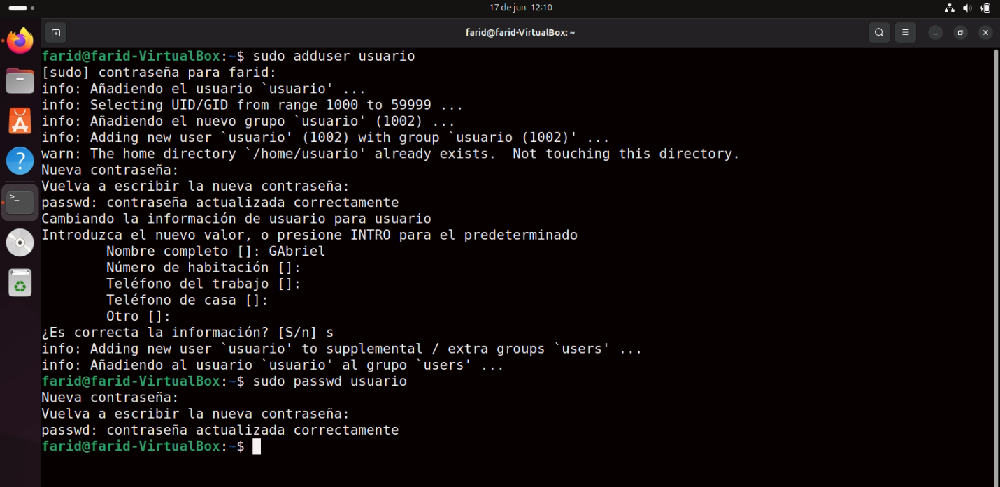 17 de jun 12:10
farid@farid-VirtualBox: ~
farid@farid-VirtualBox:~$ sudo adduser usuario
[sudo] contraseña para farid:
info: Añadiendo el usuario `usuario' ...
info: Selecting UID/GID from range 1000 to 59999 ...
info: Añadiendo el nuevo grupo `usuario' (1002) ...
info: Adding new user `usuario' (1002) with group `usuario (1002)' ...
warn: The home directory `/home/usuario' already exists.  Not touching this directory.
Nueva contraseña:
Vuelva a escribir la nueva contraseña:
passwd: contraseña actualizada correctamente
Cambiando la información de usuario para usuario
Introduzca el nuevo valor, o presione INTRO para el predeterminado
        Nombre completo []: GAbriel
        Número de habitación []:
        Teléfono del trabajo []:
        Teléfono de casa []:
        Otro []:
¿Es correcta la información? [S/n] s
info: Adding new user `usuario' to supplemental / extra groups `users' ...
info: Añadiendo al usuario `usuario' al grupo `users' ...
farid@farid-VirtualBox:~$ sudo passwd usuario
Nueva contraseña:
Vuelva a escribir la nueva contraseña:
passwd: contraseña actualizada correctamente
farid@farid-VirtualBox:~$